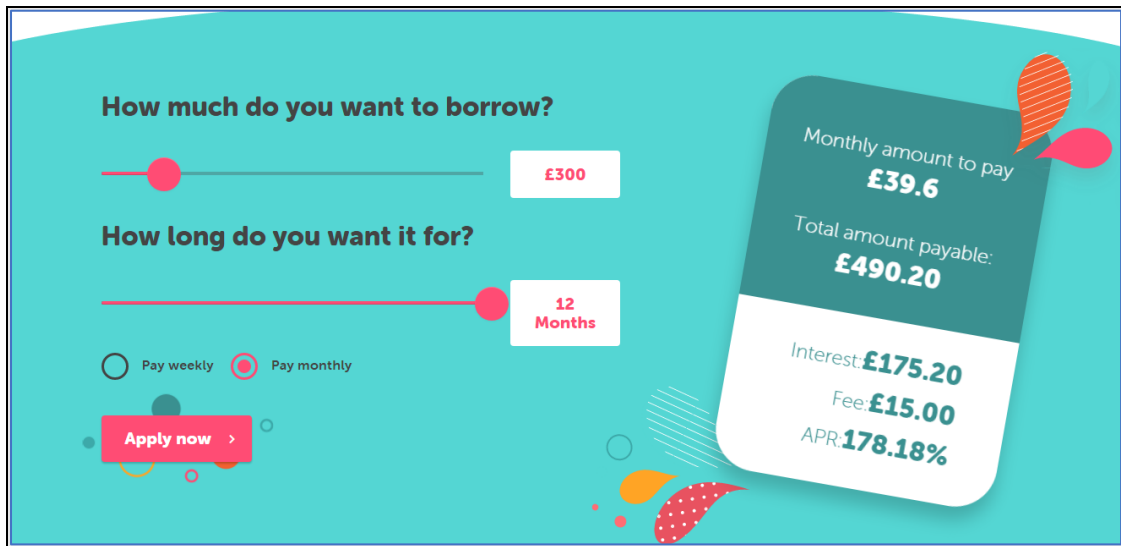 How much do you want to borrow?
£300
How long do you want it for?
12
Months
Pay weekly
Pay monthly
Apply now
Monthly amount to pay
£39.6
Total amount payable:
£490.20
Interest:£175.20
Fee:£15.00
APR:178.18%